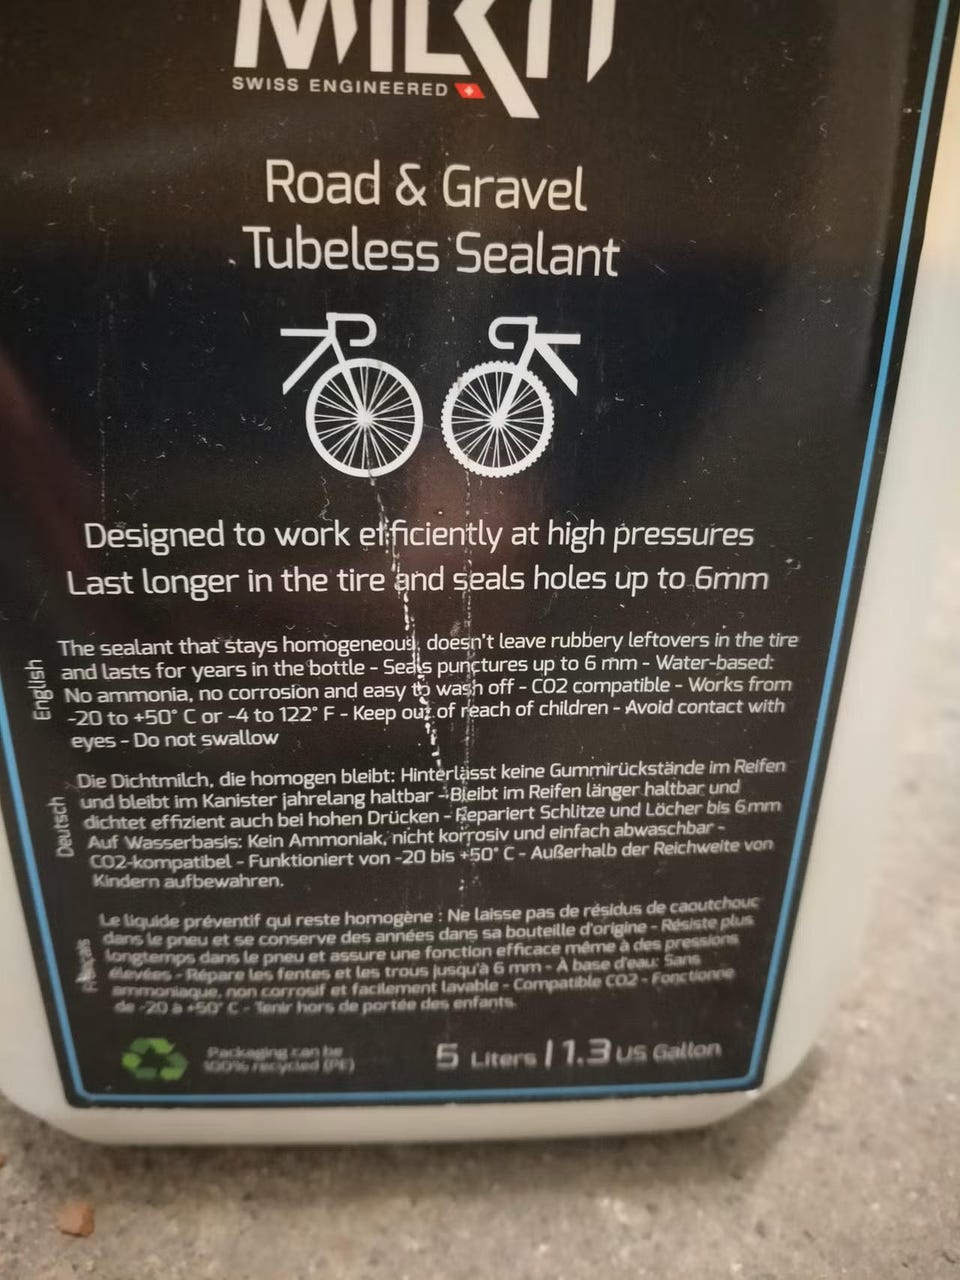 MILKIT
SWISS ENGINEERED
Road & Gravel
Tubeless Sealant
Designed to work efficiently at high pressures
Last longer in the tire and seals holes up to 6mm
English
The sealant that stays homogeneous, doesn't leave rubbery leftovers in the tire
and lasts for years in the bottle - Seals punctures up to 6 mm - Water-based:
No ammonia, no corrosion and easy to wash off - CO2 compatible - Works from
-20 to +50° C or -4 to 122° F - Keep out of reach of children - Avoid contact with
eyes - Do not swallow
Deutsch
Die Dichtmilch, die homogen bleibt: Hinterlässt keine Gummirückstände im Reifen
und bleibt im Kanister jahrelang haltbar - Bleibt im Reifen länger haltbar und
dichtet effizient auch bei hohen Drücken - Repariert Schlitze und Löcher bis 6mm
Auf Wasserbasis: Kein Ammoniak, nicht korrosiv und einfach abwaschbar -
CO2-kompatibel - Funktioniert von -20 bis +50° C - Außerhalb der Reichweite von
Kindern aufbewahren.
Français
Le liquide préventif qui reste homogène : Ne laisse pas de résidus de caoutchouc
dans le pneu et se conserve des années dans sa bouteille d'origine - Résiste plus
longtemps dans le pneu et assure une fonction efficace même à des pressions
élevées - Répare les fentes et les trous jusqu'à 6 mm - À base d'eau: Sans
ammoniaque, non corrosif et facilement lavable - Compatible CO2 - Fonctionne
de -20 à +50° C - Tenir hors de portée des enfants.
Packaging can be
100% recycled (PE)
5 Liters | 1.3 US Gallon